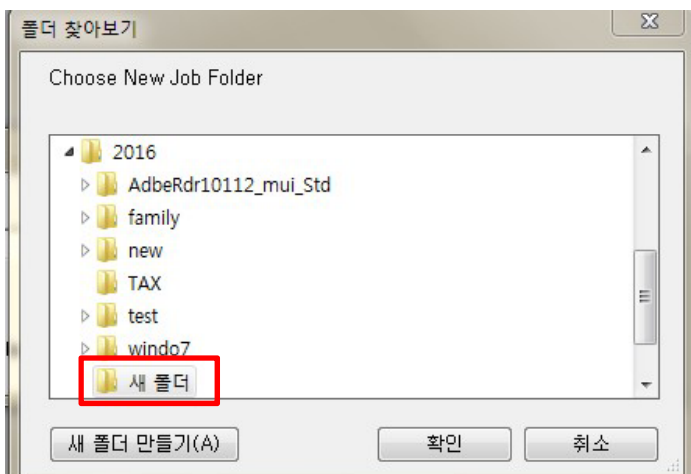 폴더 찾아보기
Choose New Job Folder
2016
AdbeRdr10112_mui_Std
family
new
TAX
test
windo7
새 폴더
새 폴더 만들기(A)
확인
취소